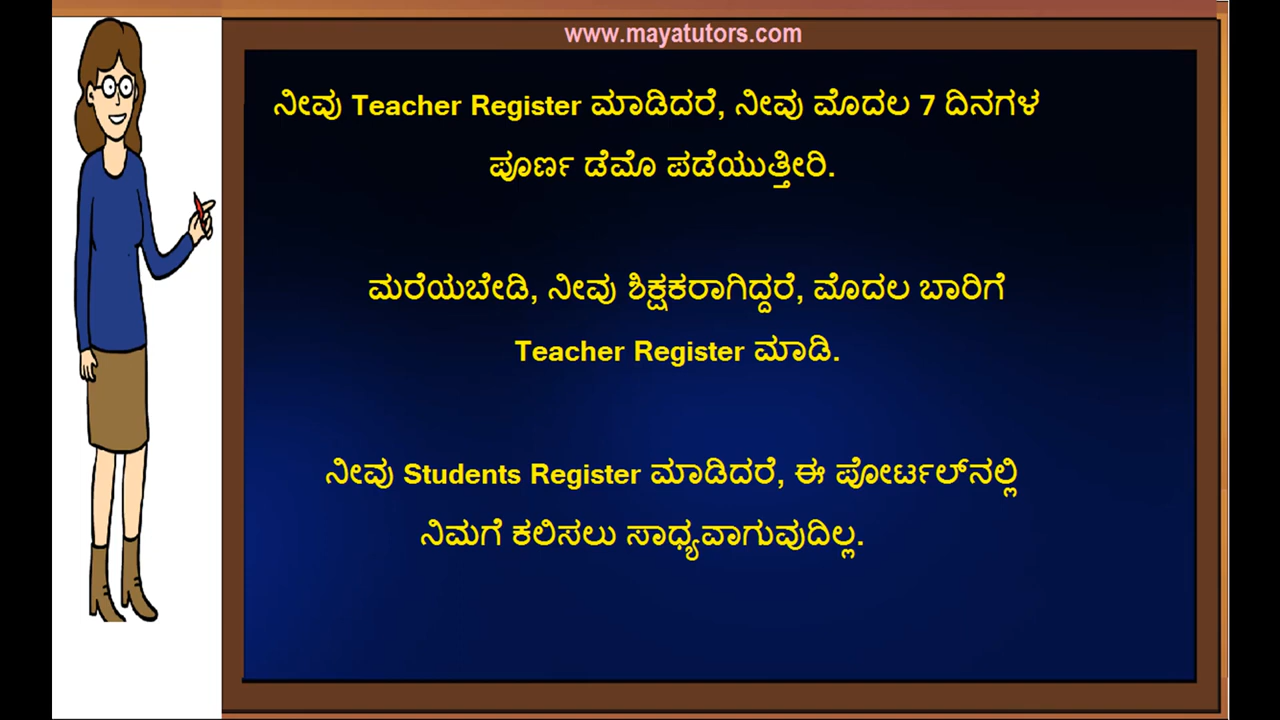 www.mayatutors.com
ನೀವು Teacher Register ಮಾಡಿದರೆ, ನೀವು ಮೊದಲ 7 ದಿನಗಳ
ಪೂರ್ಣ ಡೆಮೊ ಪಡೆಯುತ್ತೀರಿ.
ಮರೆಯಬೇಡಿ, ನೀವು ಶಿಕ್ಷಕರಾಗಿದ್ದರೆ, ಮೊದಲ ಬಾರಿಗೆ
Teacher Register ಮಾಡಿ.
ನೀವು Students Register ಮಾಡಿದರೆ, ಈ ಪೋರ್ಟಲ್‌ನಲ್ಲಿ
ನಿಮಗೆ ಕಲಿಸಲು ಸಾಧ್ಯವಾಗುವುದಿಲ್ಲ.